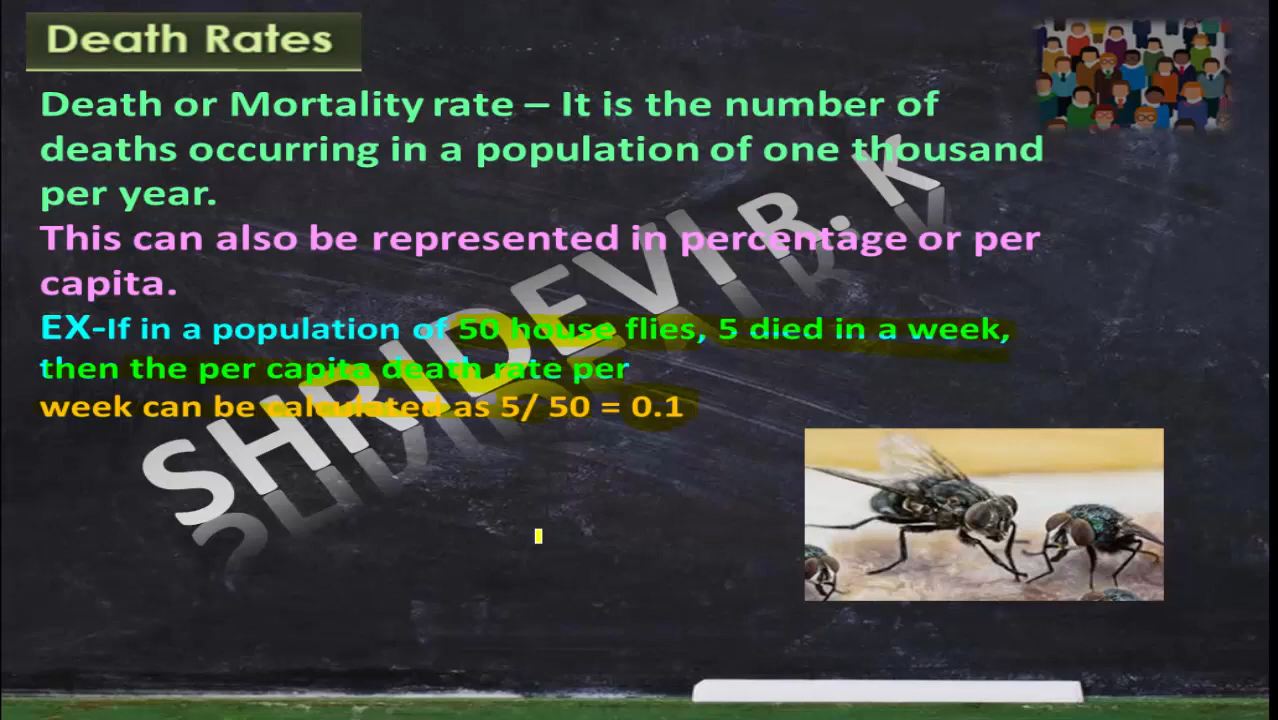 Death Rates
Death or Mortality rate – It is the number of
deaths occurring in a population of one thousand
per year.
This can also be represented in percentage or per
capita.
EX-If in a population of 50 house flies, 5 died in a week,
then the per capita death rate per
week can be calculated as 5/ 50 = 0.1
SHRIDEVI R. K